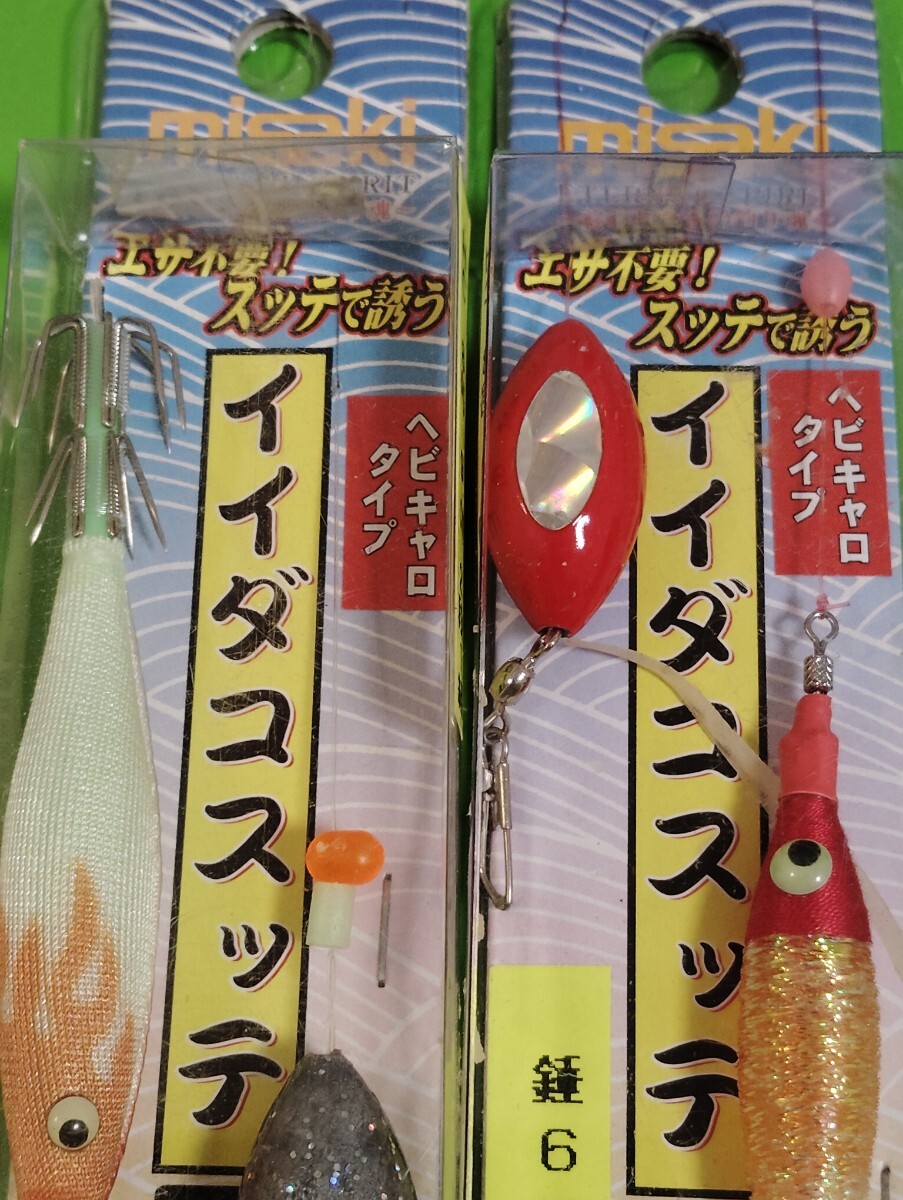 misaki
RIT
魂
エサ不要!
スッテで誘う
ヘビキャロ
タイプ
イイダコスッテ
misaki
エサ不要!
スッテで誘う
ヘビキャロ
タイプ
イイダコスッテ
錘
6